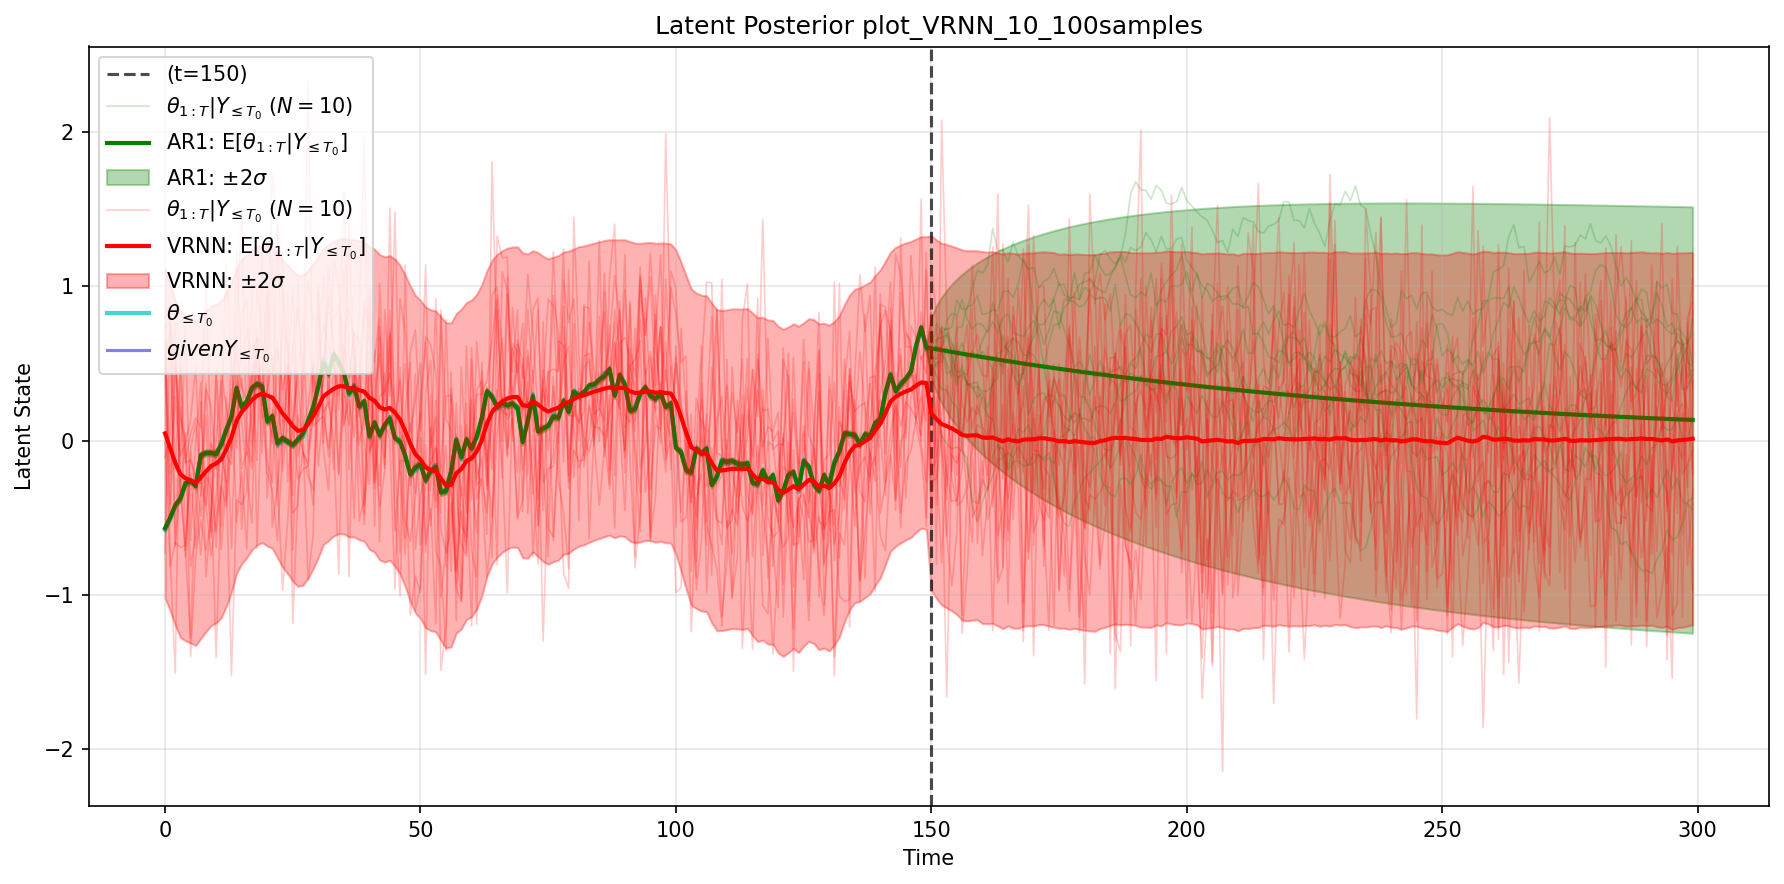 Latent Posterior plot_VRNN_10_100samples
(t=150)
θ₁:T|Y≤T₀ (N = 10)
AR1: E[θ₁:T|Y≤T₀]
AR1: ±2σ
θ₁:T|Y≤T₀ (N = 10)
VRNN: E[θ₁:T|Y≤T₀]
VRNN: ±2σ
θ≤T₀
givenY≤T₀
Latent State
2
1
0
−1
−2
0 50 100 150 200 250 300
Time